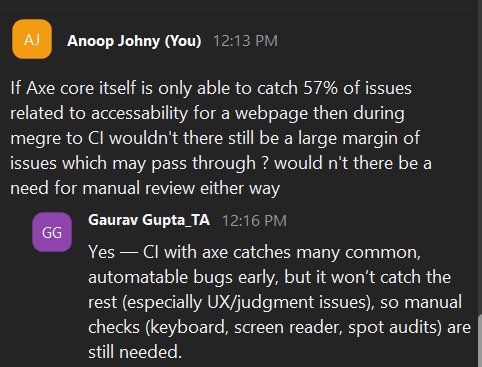 AJ
Anoop Johny (You) 12:13 PM
If Axe core itself is only able to catch 57% of issues
related to accessability for a webpage then during
megre to CI wouldn't there still be a large margin of
issues which may pass through ? would n't there be a
need for manual review either way
GG
Gaurav Gupta_TA 12:16 PM
Yes — CI with axe catches many common,
automatable bugs early, but it won’t catch the
rest (especially UX/judgment issues), so manual
checks (keyboard, screen reader, spot audits) are
still needed.